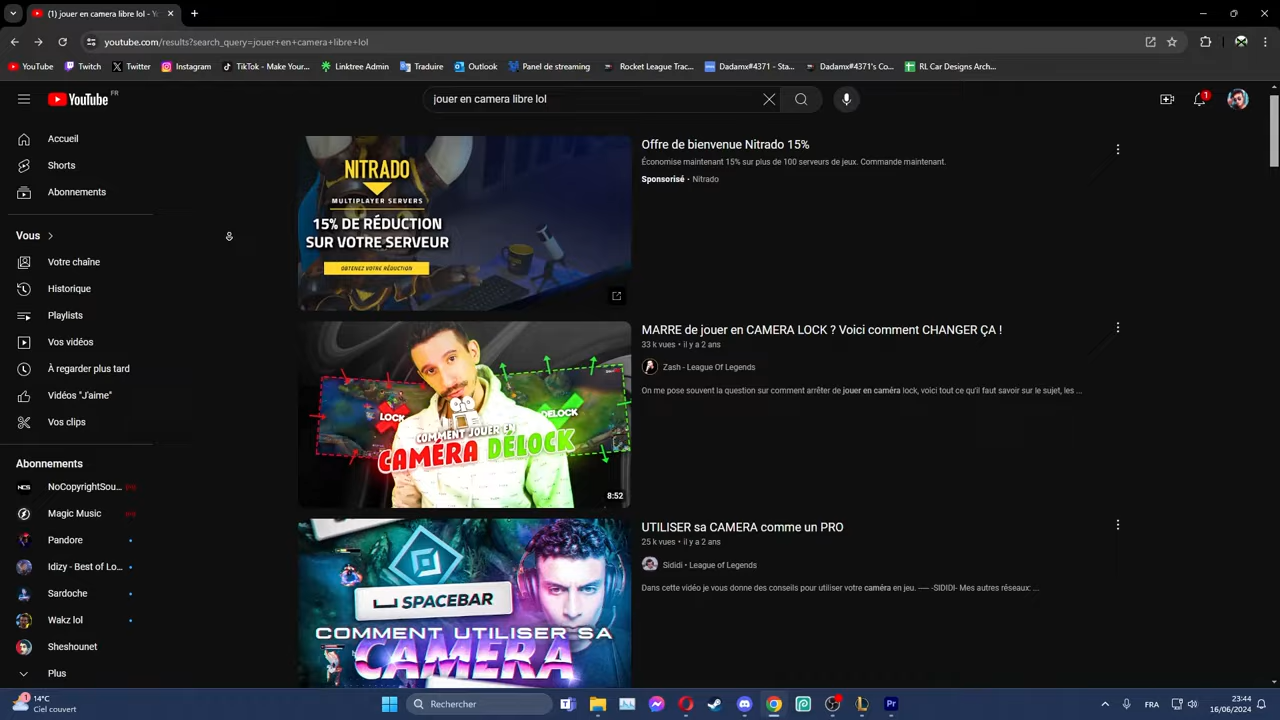 (1) jouer en camera libre lol - Yo
youtube.com/results?search_query=jouer+en+camera+libre+lol
YouTube
Twitch
Twitter
Instagram
TikTok - Make Your...
Linktree Admin
Traduire
Outlook
Panel de streaming
Rocket League Trac...
Dadamx#4371 - Sta...
Dadamx#4371's Co...
RL Car Designs Arch...
YouTube FR
jouer en camera libre lol
1
Accueil
Shorts
Abonnements
Vous
Votre chaîne
Historique
Playlists
Vos vidéos
À regarder plus tard
Vidéos "J'aime"
Vos clips
Abonnements
NoCopyrightSou...
Magic Music
Pandore
Idizy - Best of Lo...
Sardoche
Wakz lol
Sheshounet
Plus
NITRADO
MULTIPLAYER SERVERS
15% DE RÉDUCTION
SUR VOTRE SERVEUR
OBTENEZ VOTRE RÉDUCTION
Offre de bienvenue Nitrado 15%
Économise maintenant 15% sur plus de 100 serveurs de jeux. Commande maintenant.
Sponsorisé • Nitrado
LOCK
DELOCK
COMMENT JOUER EN
CAMÉRA DÉLOCK
8:52
MARRE de jouer en CAMERA LOCK ? Voici comment CHANGER ÇA !
33 k vues • il y a 2 ans
Zash - League Of Legends
On me pose souvent la question sur comment arrêter de jouer en caméra lock, voici tout ce qu'il faut savoir sur le sujet, les ...
SPACEBAR
COMMENT UTILISER SA
CAMERA
UTILISER sa CAMERA comme un PRO
25 k vues • il y a 2 ans
Sididi - League of Legends
Dans cette vidéo je vous donne des conseils pour utiliser votre caméra en jeu. ---- -SIDIDI- Mes autres réseaux: ...
14°C
Ciel couvert
Rechercher
FRA
23:44
16/06/2024